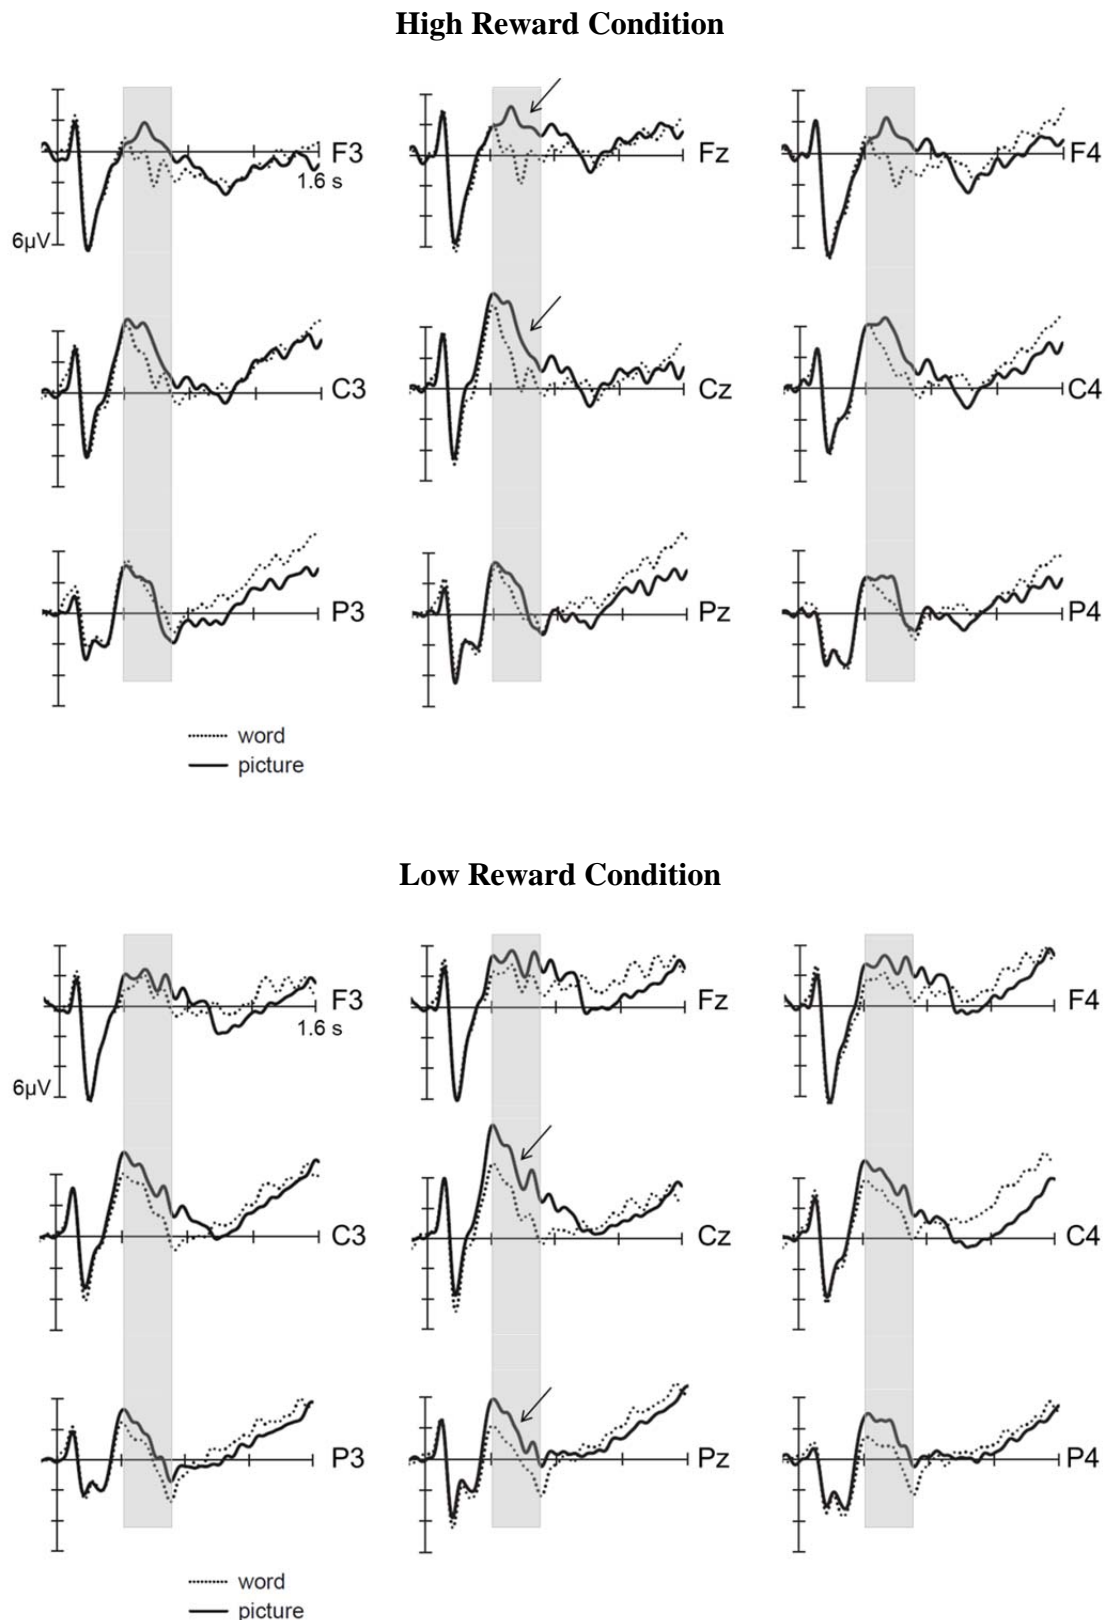 High Reward Condition
F3 Fz F4
1.6 s
6µV
C3 Cz C4
P3 Pz P4
word
picture
Low Reward Condition
F3 Fz F4
1.6 s
6µV
C3 Cz C4
P3 Pz P4
word
picture